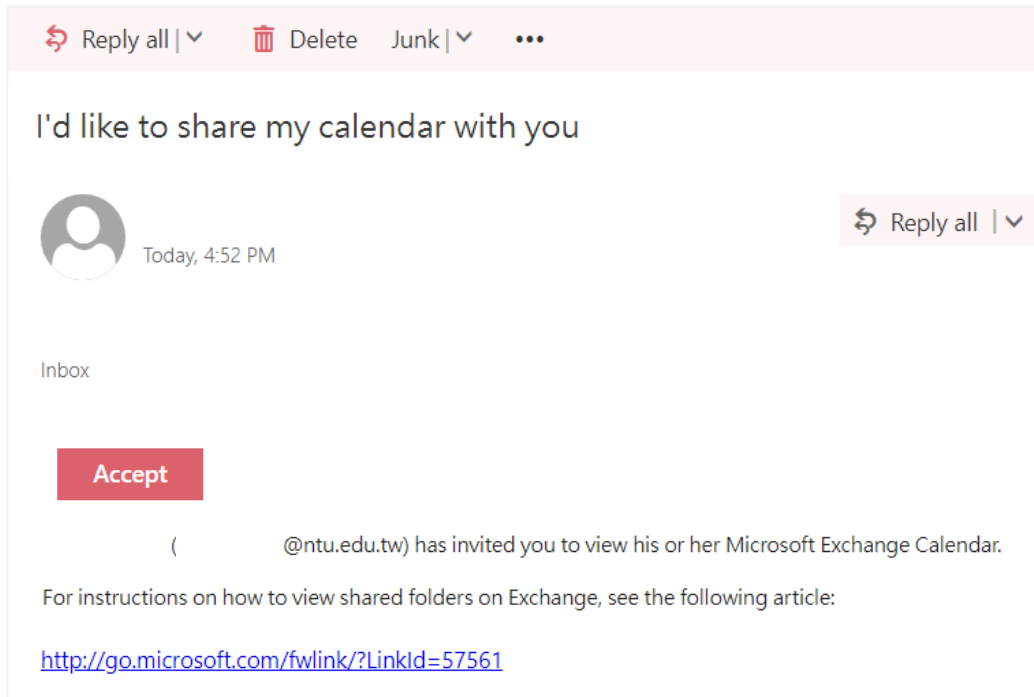 Reply all | Delete Junk | •••
I'd like to share my calendar with you
Reply all |
Today, 4:52 PM
Inbox
Accept
( @ntu.edu.tw) has invited you to view his or her Microsoft Exchange Calendar.
For instructions on how to view shared folders on Exchange, see the following article:
http://go.microsoft.com/fwlink/?LinkId=57561